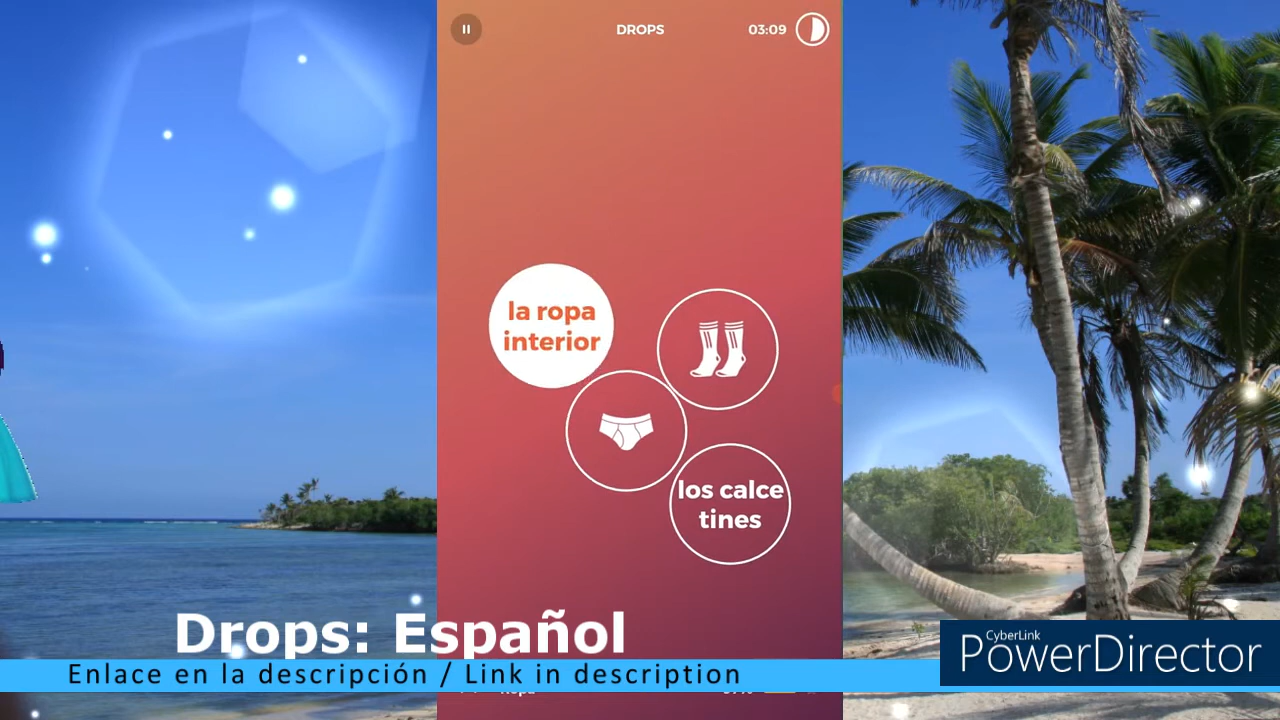 DROPS
03:09
la ropa
interior
los calce
tines
Drops: Español
Enlace en la descripción / Link in description
CyberLink
PowerDirector